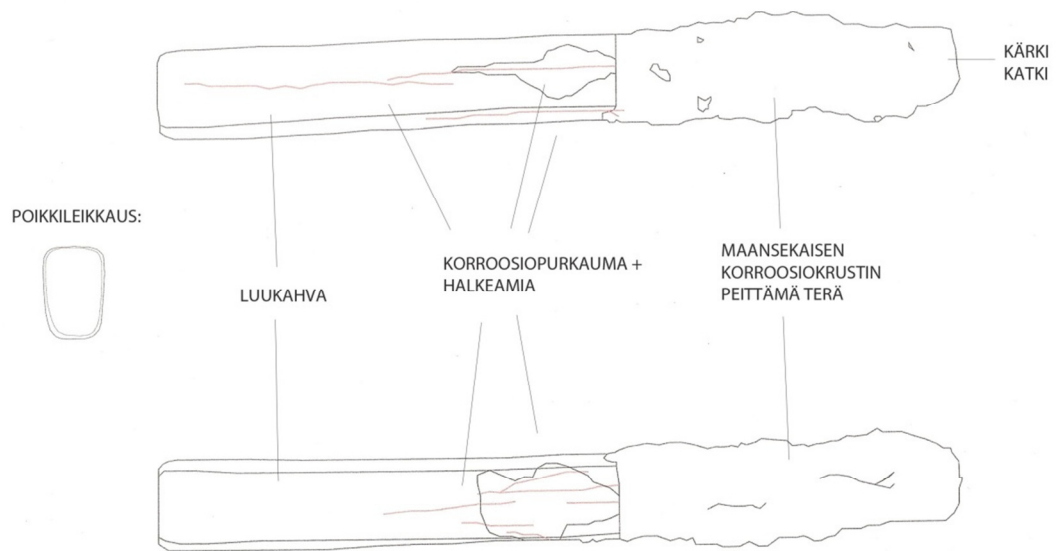 KÄRKI
KATKI
POIKKILEIKKAUS:
LUUKAHVA
KORROOSIOPURKAUMA +
HALKEAMIA
MAANSEKAISEN
KORROOSIOKRUSTIN
PEITTÄMÄ TERÄ